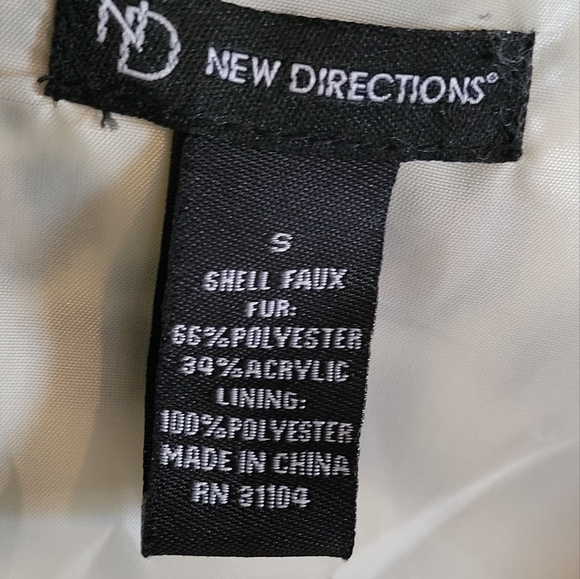 ND NEW DIRECTIONS®
S
SHELL FAUX
FUR:
66%POLYESTER
34%ACRYLIC
LINING:
100%POLYESTER
MADE IN CHINA
RN 31104